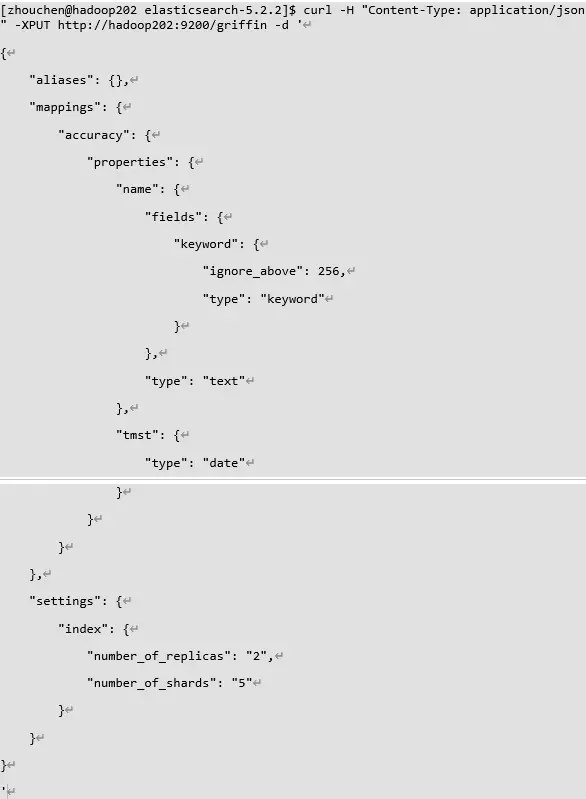 [zhouchen@hadoop202 elasticsearch-5.2.2]$ curl -H "Content-Type: application/json
" -XPUT http://hadoop202:9200/griffin -d '↵
{↵
    "aliases": {},↵
    "mappings": {↵
        "accuracy": {↵
            "properties": {↵
                "name": {↵
                    "fields": {↵
                        "keyword": {↵
                            "ignore_above": 256,↵
                            "type": "keyword"↵
                        }↵
                    },↵
                    "type": "text"↵
                },↵
                "tmst": {↵
                    "type": "date"↵
                }↵
            }↵
        }↵
    },↵
    "settings": {↵
        "index": {↵
            "number_of_replicas": "2",↵
            "number_of_shards": "5"↵
        }↵
    }↵
}↵
'↵